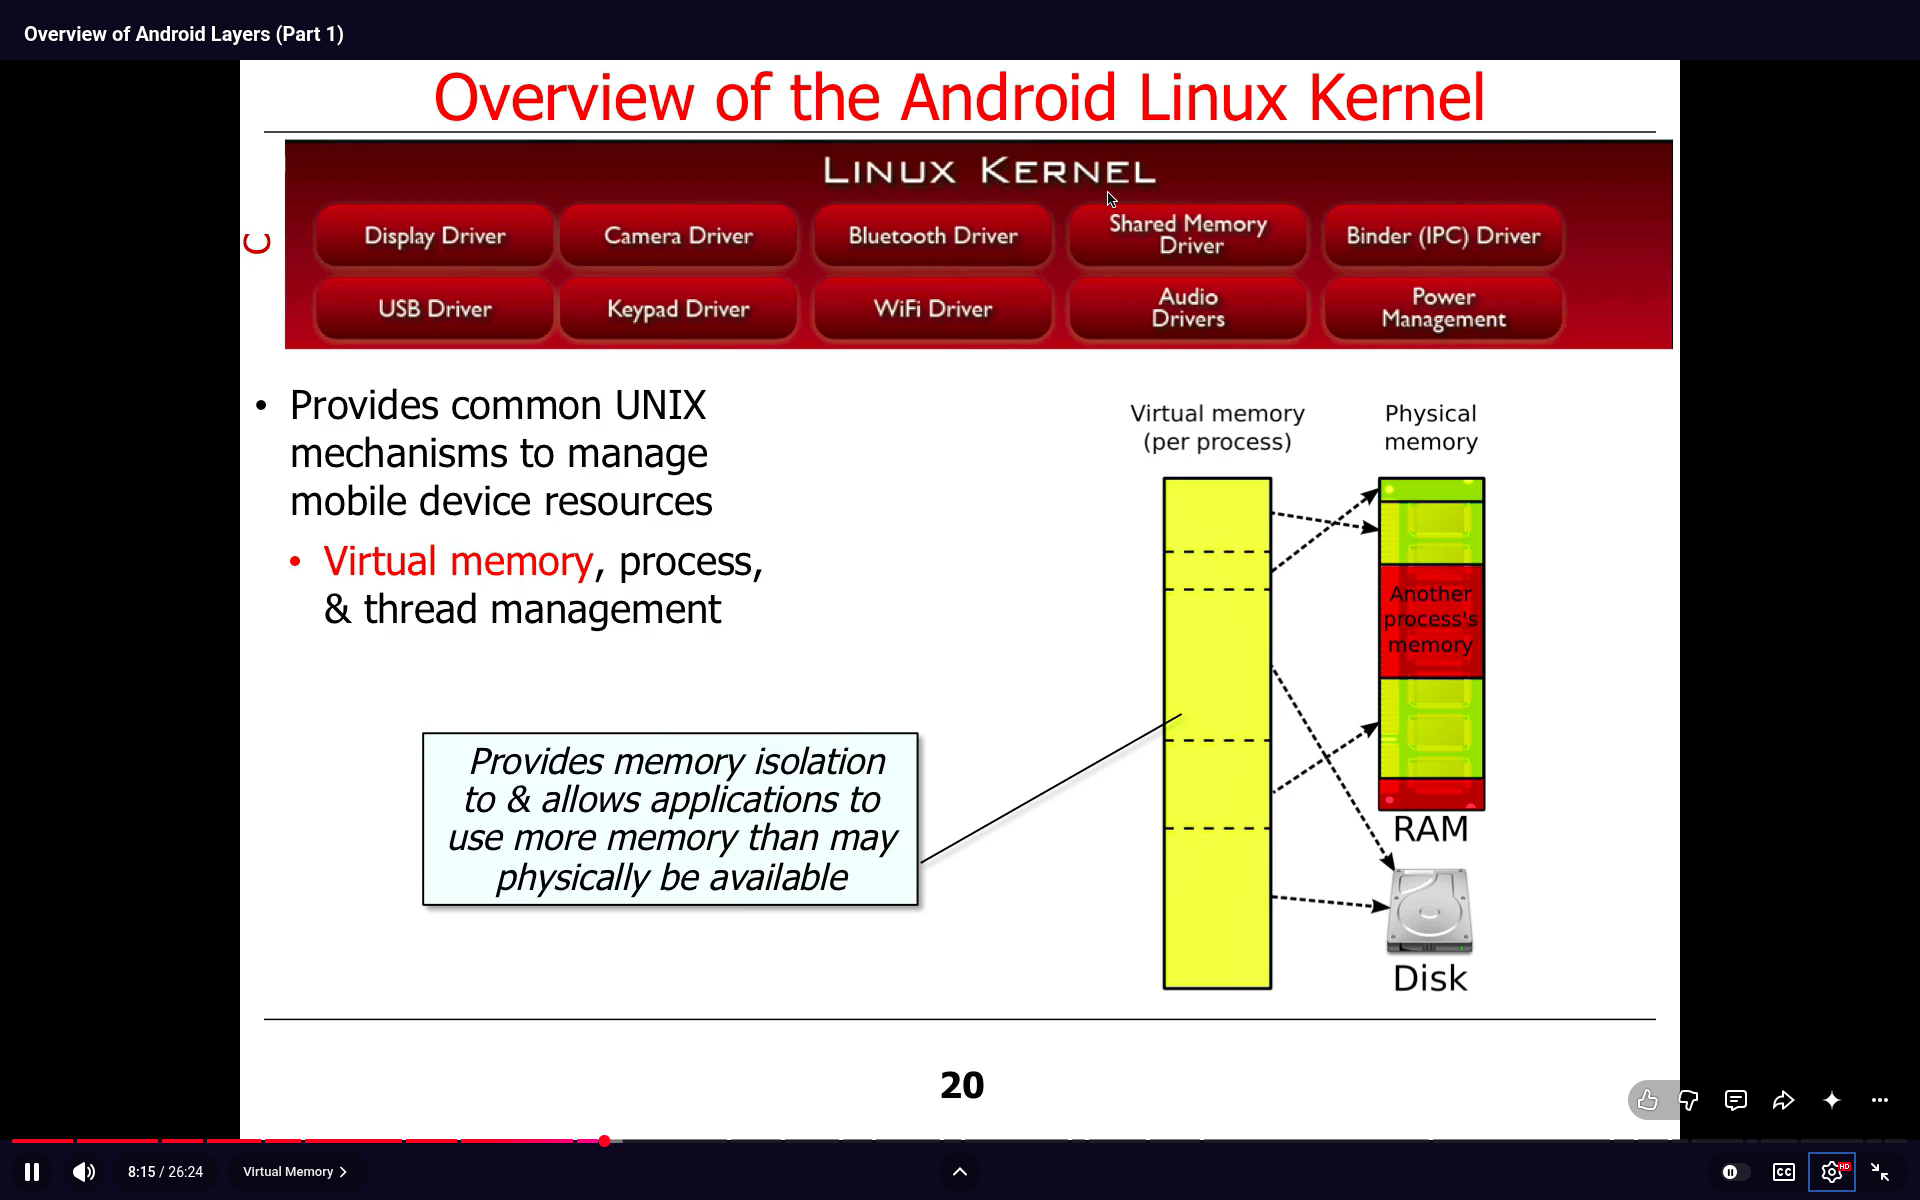 Overview of Android Layers (Part 1)
Overview of the Android Linux Kernel
LINUX KERNEL
C
Display Driver
Camera Driver
Bluetooth Driver
Shared Memory
Driver
Binder (IPC) Driver
USB Driver
Keypad Driver
WiFi Driver
Audio
Drivers
Power
Management
• Provides common UNIX
mechanisms to manage
mobile device resources
• Virtual memory, process,
& thread management
Provides memory isolation
to & allows applications to
use more memory than may
physically be available
Virtual memory
(per process)
Physical
memory
Another
process's
memory
RAM
Disk
20
8:15 / 26:24
Virtual Memory
CC
HD